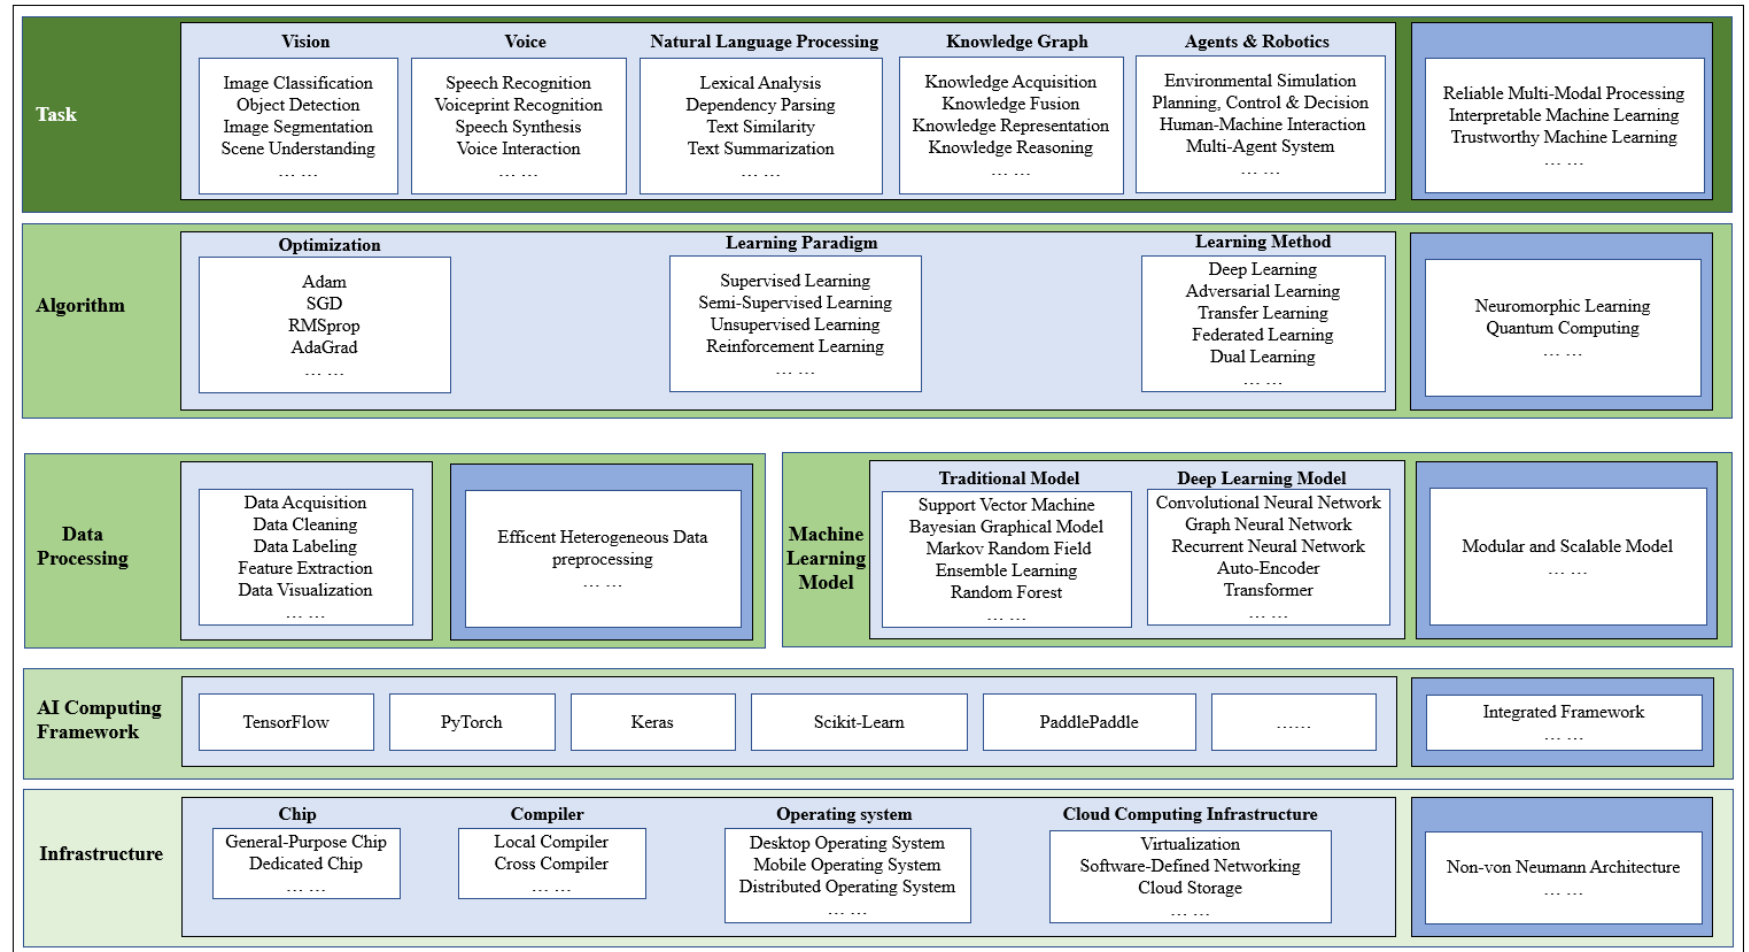 Task
Vision
Image Classification
Object Detection
Image Segmentation
Scene Understanding
... ...
Voice
Speech Recognition
Voiceprint Recognition
Speech Synthesis
Voice Interaction
... ...
Natural Language Processing
Lexical Analysis
Dependency Parsing
Text Similarity
Text Summarization
... ...
Knowledge Graph
Knowledge Acquisition
Knowledge Fusion
Knowledge Representation
Knowledge Reasoning
... ...
Agents & Robotics
Environmental Simulation
Planning, Control & Decision
Human-Machine Interaction
Multi-Agent System
... ...
Reliable Multi-Modal Processing
Interpretable Machine Learning
Trustworthy Machine Learning
... ...
Algorithm
Optimization
Adam
SGD
RMSprop
AdaGrad
... ...
Learning Paradigm
Supervised Learning
Semi-Supervised Learning
Unsupervised Learning
Reinforcement Learning
... ...
Learning Method
Deep Learning
Adversarial Learning
Transfer Learning
Federated Learning
Dual Learning
... ...
Neuromorphic Learning
Quantum Computing
... ...
Data
Processing
Data Acquisition
Data Cleaning
Data Labeling
Feature Extraction
Data Visualization
... ...
Efficent Heterogeneous Data
preprocessing
... ...
Machine
Learning
Model
Traditional Model
Support Vector Machine
Bayesian Graphical Model
Markov Random Field
Ensemble Learning
Random Forest
... ...
Deep Learning Model
Convolutional Neural Network
Graph Neural Network
Recurrent Neural Network
Auto-Encoder
Transformer
... ...
Modular and Scalable Model
... ...
AI Computing
Framework
TensorFlow
PyTorch
Keras
Scikit-Learn
PaddlePaddle
......
Integrated Framework
... ...
Infrastructure
Chip
General-Purpose Chip
Dedicated Chip
... ...
Compiler
Local Compiler
Cross Compiler
... ...
Operating system
Desktop Operating System
Mobile Operating System
Distributed Operating System
... ...
Cloud Computing Infrastructure
Virtualization
Software-Defined Networking
Cloud Storage
... ...
Non-von Neumann Architecture
... ...